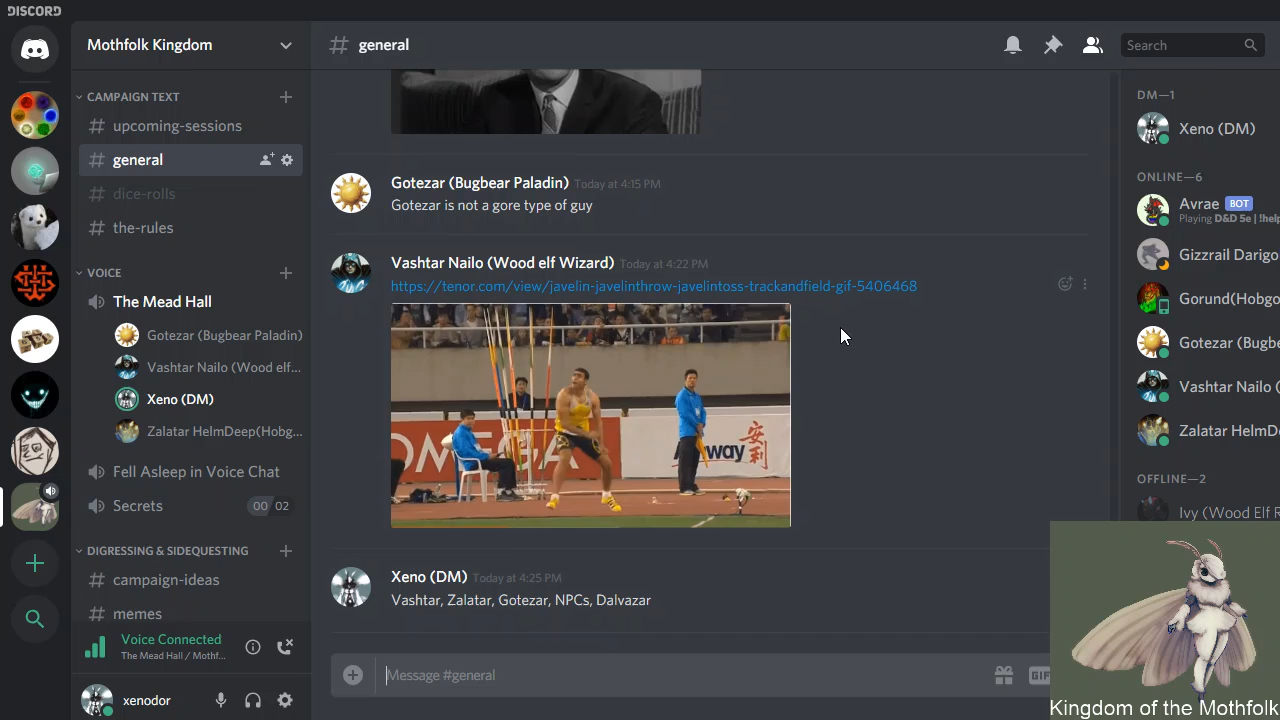 DISCORD
Mothfolk Kingdom
CAMPAIGN TEXT
# upcoming-sessions
# general
# dice-rolls
# the-rules
VOICE
The Mead Hall
Gotezar (Bugbear Paladin)
Vashtar Nailo (Wood elf...
Xeno (DM)
Zalatar HelmDeep(Hobg...
Fell Asleep in Voice Chat
Secrets 00 02
DIGRESSING & SIDEQUESTING
# campaign-ideas
# memes
Voice Connected
The Mead Hall / Mothf...
xenodor
# general
Search
Gotezar (Bugbear Paladin) Today at 4:15 PM
Gotezar is not a gore type of guy
Vashtar Nailo (Wood elf Wizard) Today at 4:22 PM
https://tenor.com/view/javelin-javelinthrow-javelintoss-trackandfield-gif-5406468
OMEGA
way
安利
Xeno (DM) Today at 4:25 PM
Vashtar, Zalatar, Gotezar, NPCs, Dalvazar
Message #general
GIF
DM—1
Xeno (DM)
ONLINE—6
Avrae BOT
Playing D&D 5e | !help
Gizzrail Darigo
Gorund(Hobgo
Gotezar (Bugbe
Vashtar Nailo (
Zalatar HelmDe
OFFLINE—2
Ivy (Wood Elf R
Kingdom of the Mothfolk